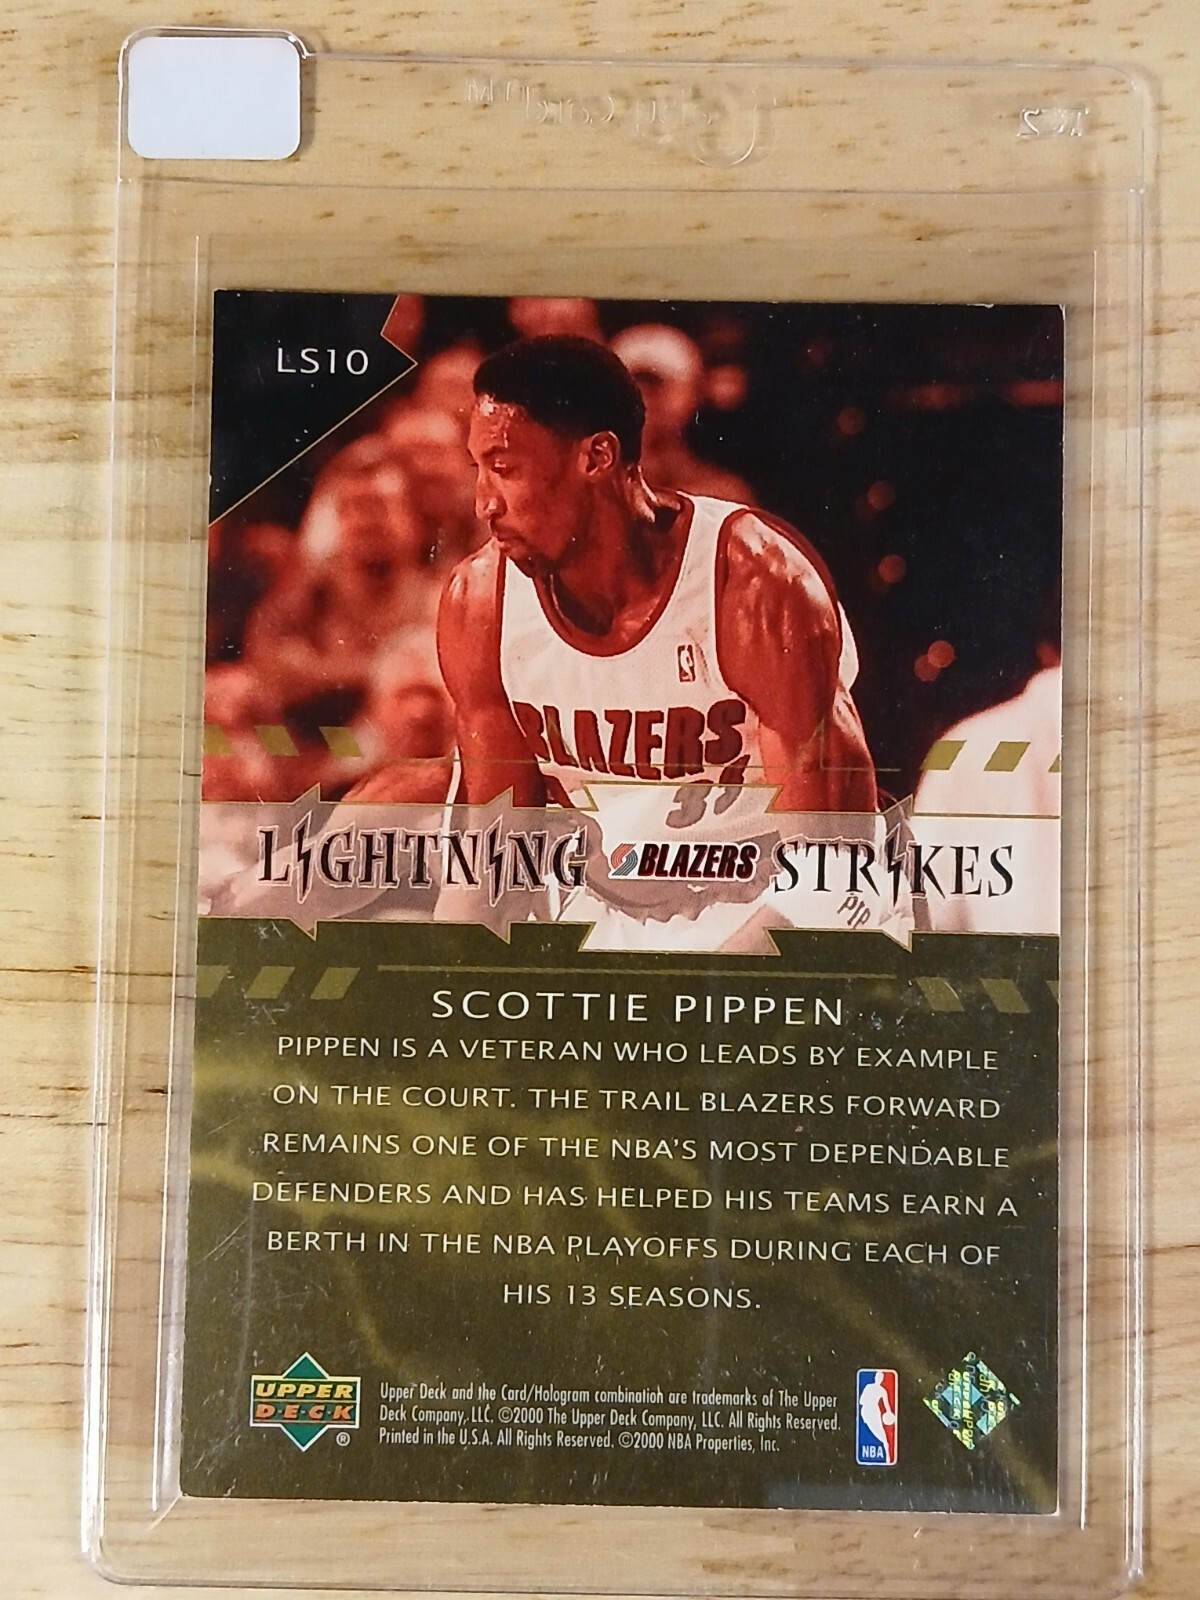 LS10
BLAZERS
33
LIGHTNING BLAZERS STRIKES
PIP
SCOTTIE PIPPEN
PIPPEN IS A VETERAN WHO LEADS BY EXAMPLE
ON THE COURT. THE TRAIL BLAZERS FORWARD
REMAINS ONE OF THE NBA'S MOST DEPENDABLE
DEFENDERS AND HAS HELPED HIS TEAMS EARN A
BERTH IN THE NBA PLAYOFFS DURING EACH OF
HIS 13 SEASONS.
UPPER
DECK
®
Upper Deck and the Card/Hologram combination are trademarks of The Upper
Deck Company, LLC. ©2000 The Upper Deck Company, LLC. All Rights Reserved.
Printed in the U.S.A. All Rights Reserved. ©2000 NBA Properties, Inc.
NBA